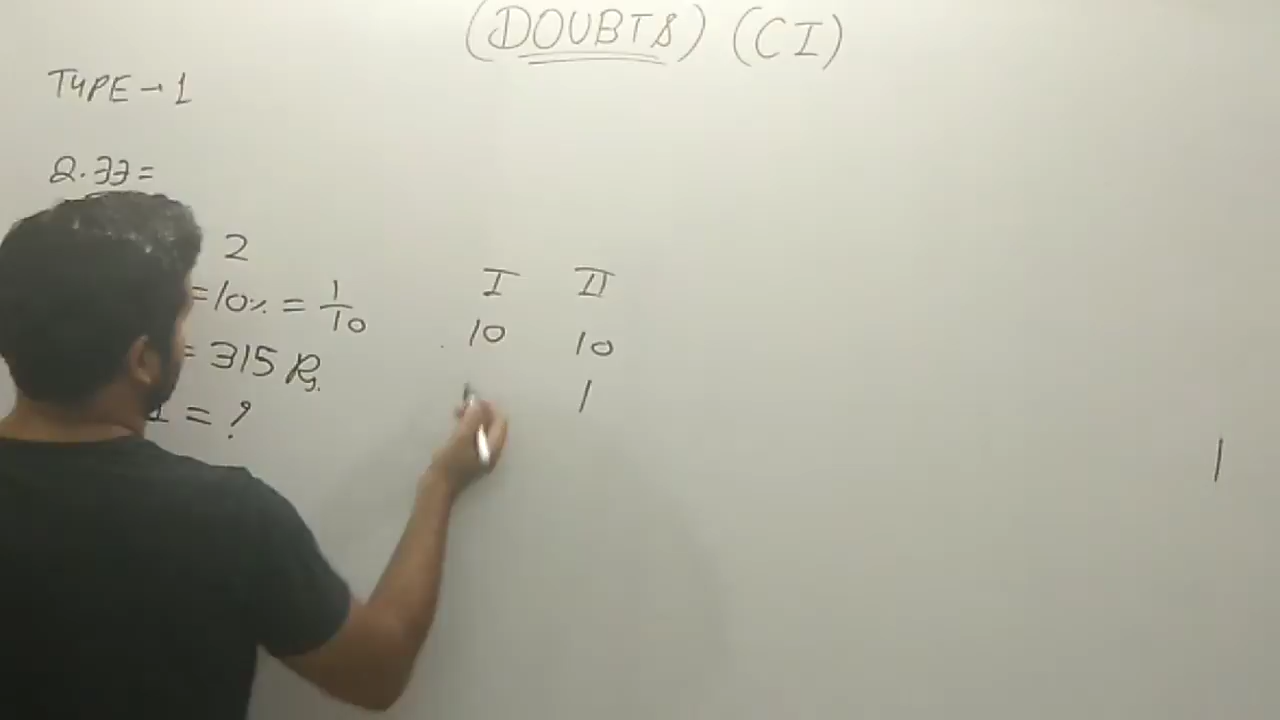 (DOUBTS) (CI)
TYPE → 1
Q.33 =
2
= 10% = 1/10
= 315 Rs.
= ?
I II
10 10
1
1